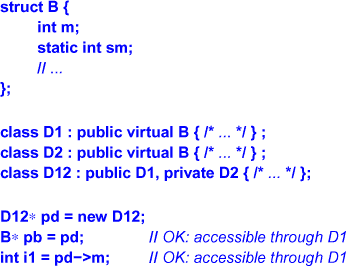 struct B {
int m;
static int sm;
// ...
};
class D1 : public virtual B { /* ... */ } ;
class D2 : public virtual B { /* ... */ } ;
class D12 : public D1, private D2 { /* ... */ };
D12∗ pd = new D12;
B∗ pb = pd; // OK: accessible through D1
int i1 = pd−>m; // OK: accessible through D1